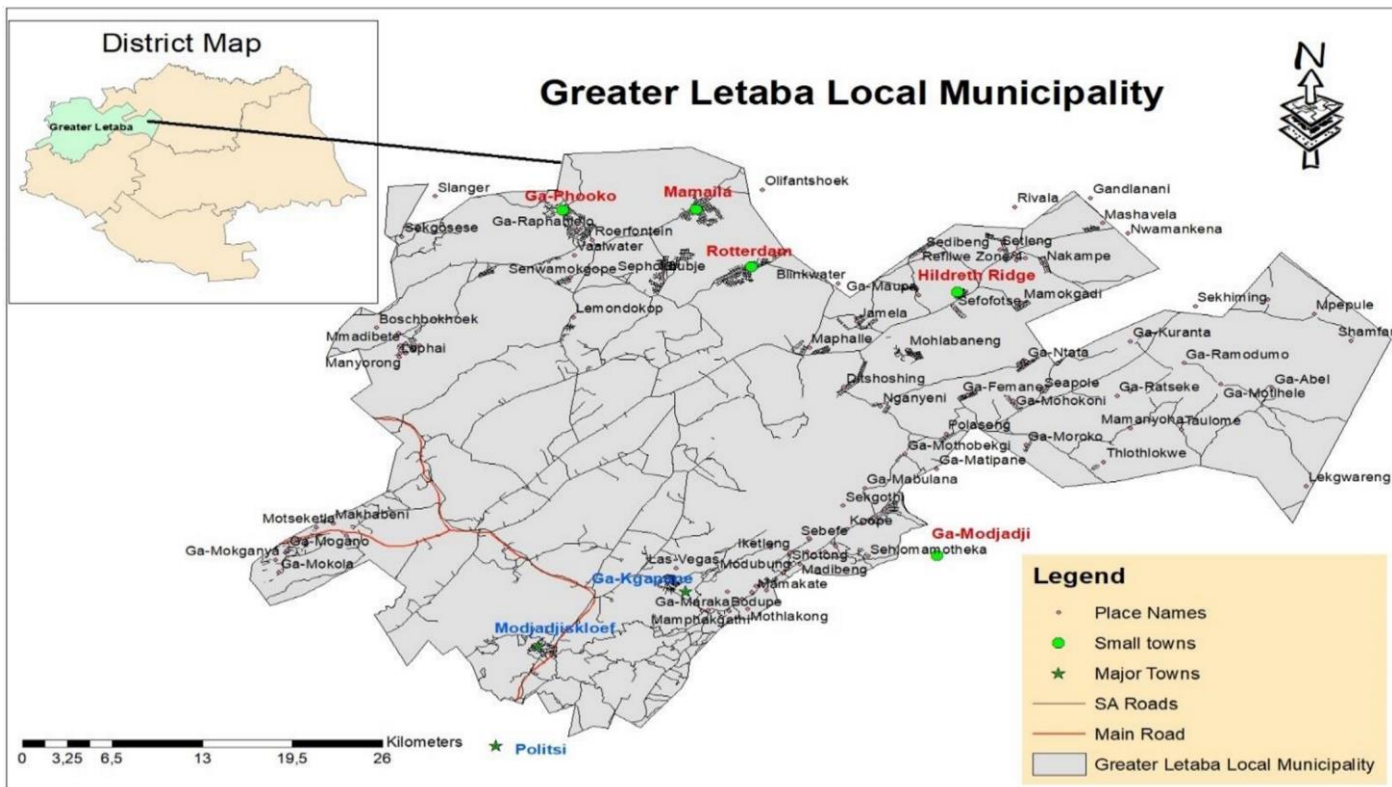 District Map
Greater Letaba
Greater Letaba Local Municipality
N
Slanger
Sekgosese
Ga-Phooko
Ga-Raphahlelo
Roerfontein
Vaalwater
Senwamokgope
Mamaila
Olifantshoek
Rotterdam
Blinkwater
Rivala
Gandlanani
Mashavela
Nwamankena
Sedibeng
Setleng
Refilwe Zone 4
Nakampe
Hildreth Ridge
Ga-Maupa
Sefofotse
Mamokgadi
Jamela
Sekhiming
Mpepule
Shamfar
Lemondokop
Boschbokhoek
Mmadibete
Lephai
Manyorong
Maphalle
Mohlabaneng
Ga-Kuranta
Ga-Ntata
Ga-Ramodumo
Ditshoshing
Ga-Femane
Seapole
Ga-Ratseke
Ga-Abel
Ga-Motlhele
Nganyeni
Ga-Mohokoni
Mamanyoha
Taulome
Polaseng
Ga-Mothobekgi
Ga-Moroko
Ga-Matipane
Thlothlokwe
Ga-Mabulana
Lekgwareng
Sekgothi
Koope
Motseketla
Makhabeni
Ga-Mokganya
Ga-Mogano
Ga-Mokola
Sebefe
Iketleng
Shotong
Sehlomamotheka
Ga-Modjadji
Las-Vegas
Modubung
Madibeng
Ga-Kgapane
Mamakate
Ga-Maraka
Bodupe
Mamphakgathi
Mothlakong
Modjadjiskloef
Politsi
0 3,25 6,5 13 19,5 26
Kilometers
Legend
Place Names
Small towns
Major Towns
SA Roads
Main Road
Greater Letaba Local Municipality